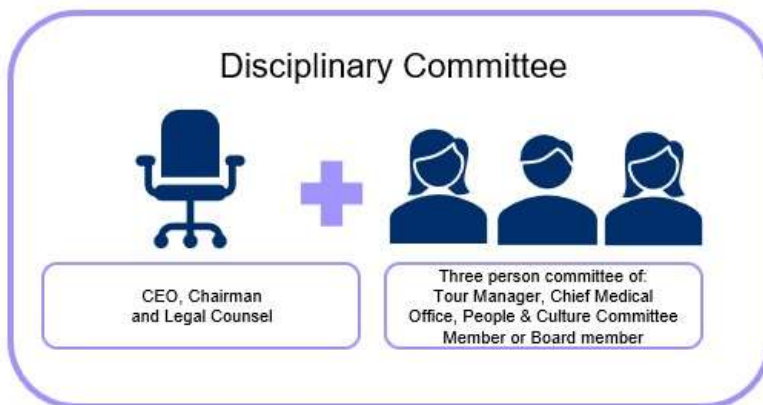 Disciplinary Committee
CEO, Chairman
and Legal Counsel
Three person committee of:
Tour Manager, Chief Medical
Office, People & Culture Committee
Member or Board member